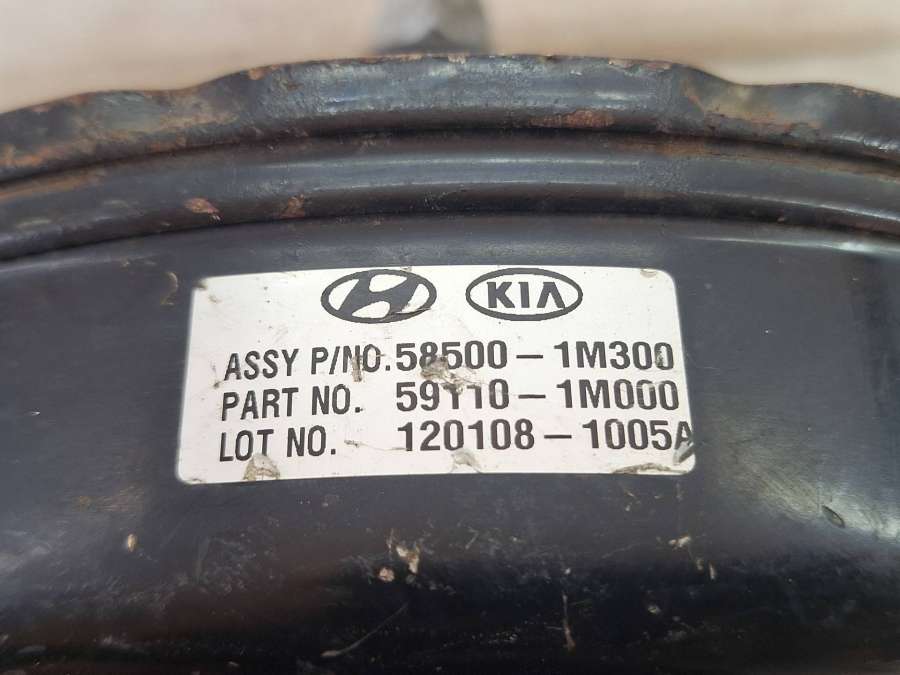 KIA
ASSY P/NO. 58500-1M300
PART NO. 59110-1M000
LOT NO. 120108-1005A